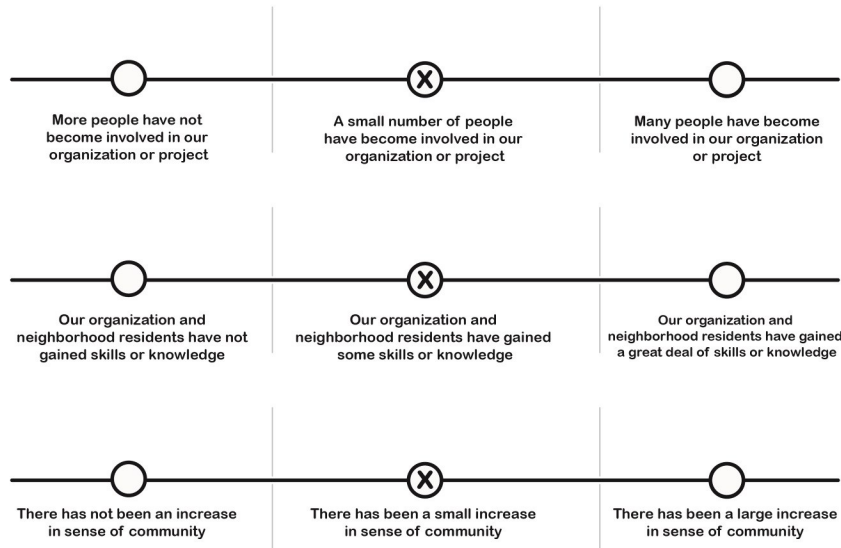 X
More people have not
become involved in our
organization or project
A small number of people
have become involved in our
organization or project
Many people have become
involved in our organization
or project
X
Our organization and
neighborhood residents have not
gained skills or knowledge
Our organization and
neighborhood residents have gained
some skills or knowledge
Our organization and
neighborhood residents have gained
a great deal of skills or knowledge
X
There has not been an increase
in sense of community
There has been a small increase
in sense of community
There has been a large increase
in sense of community